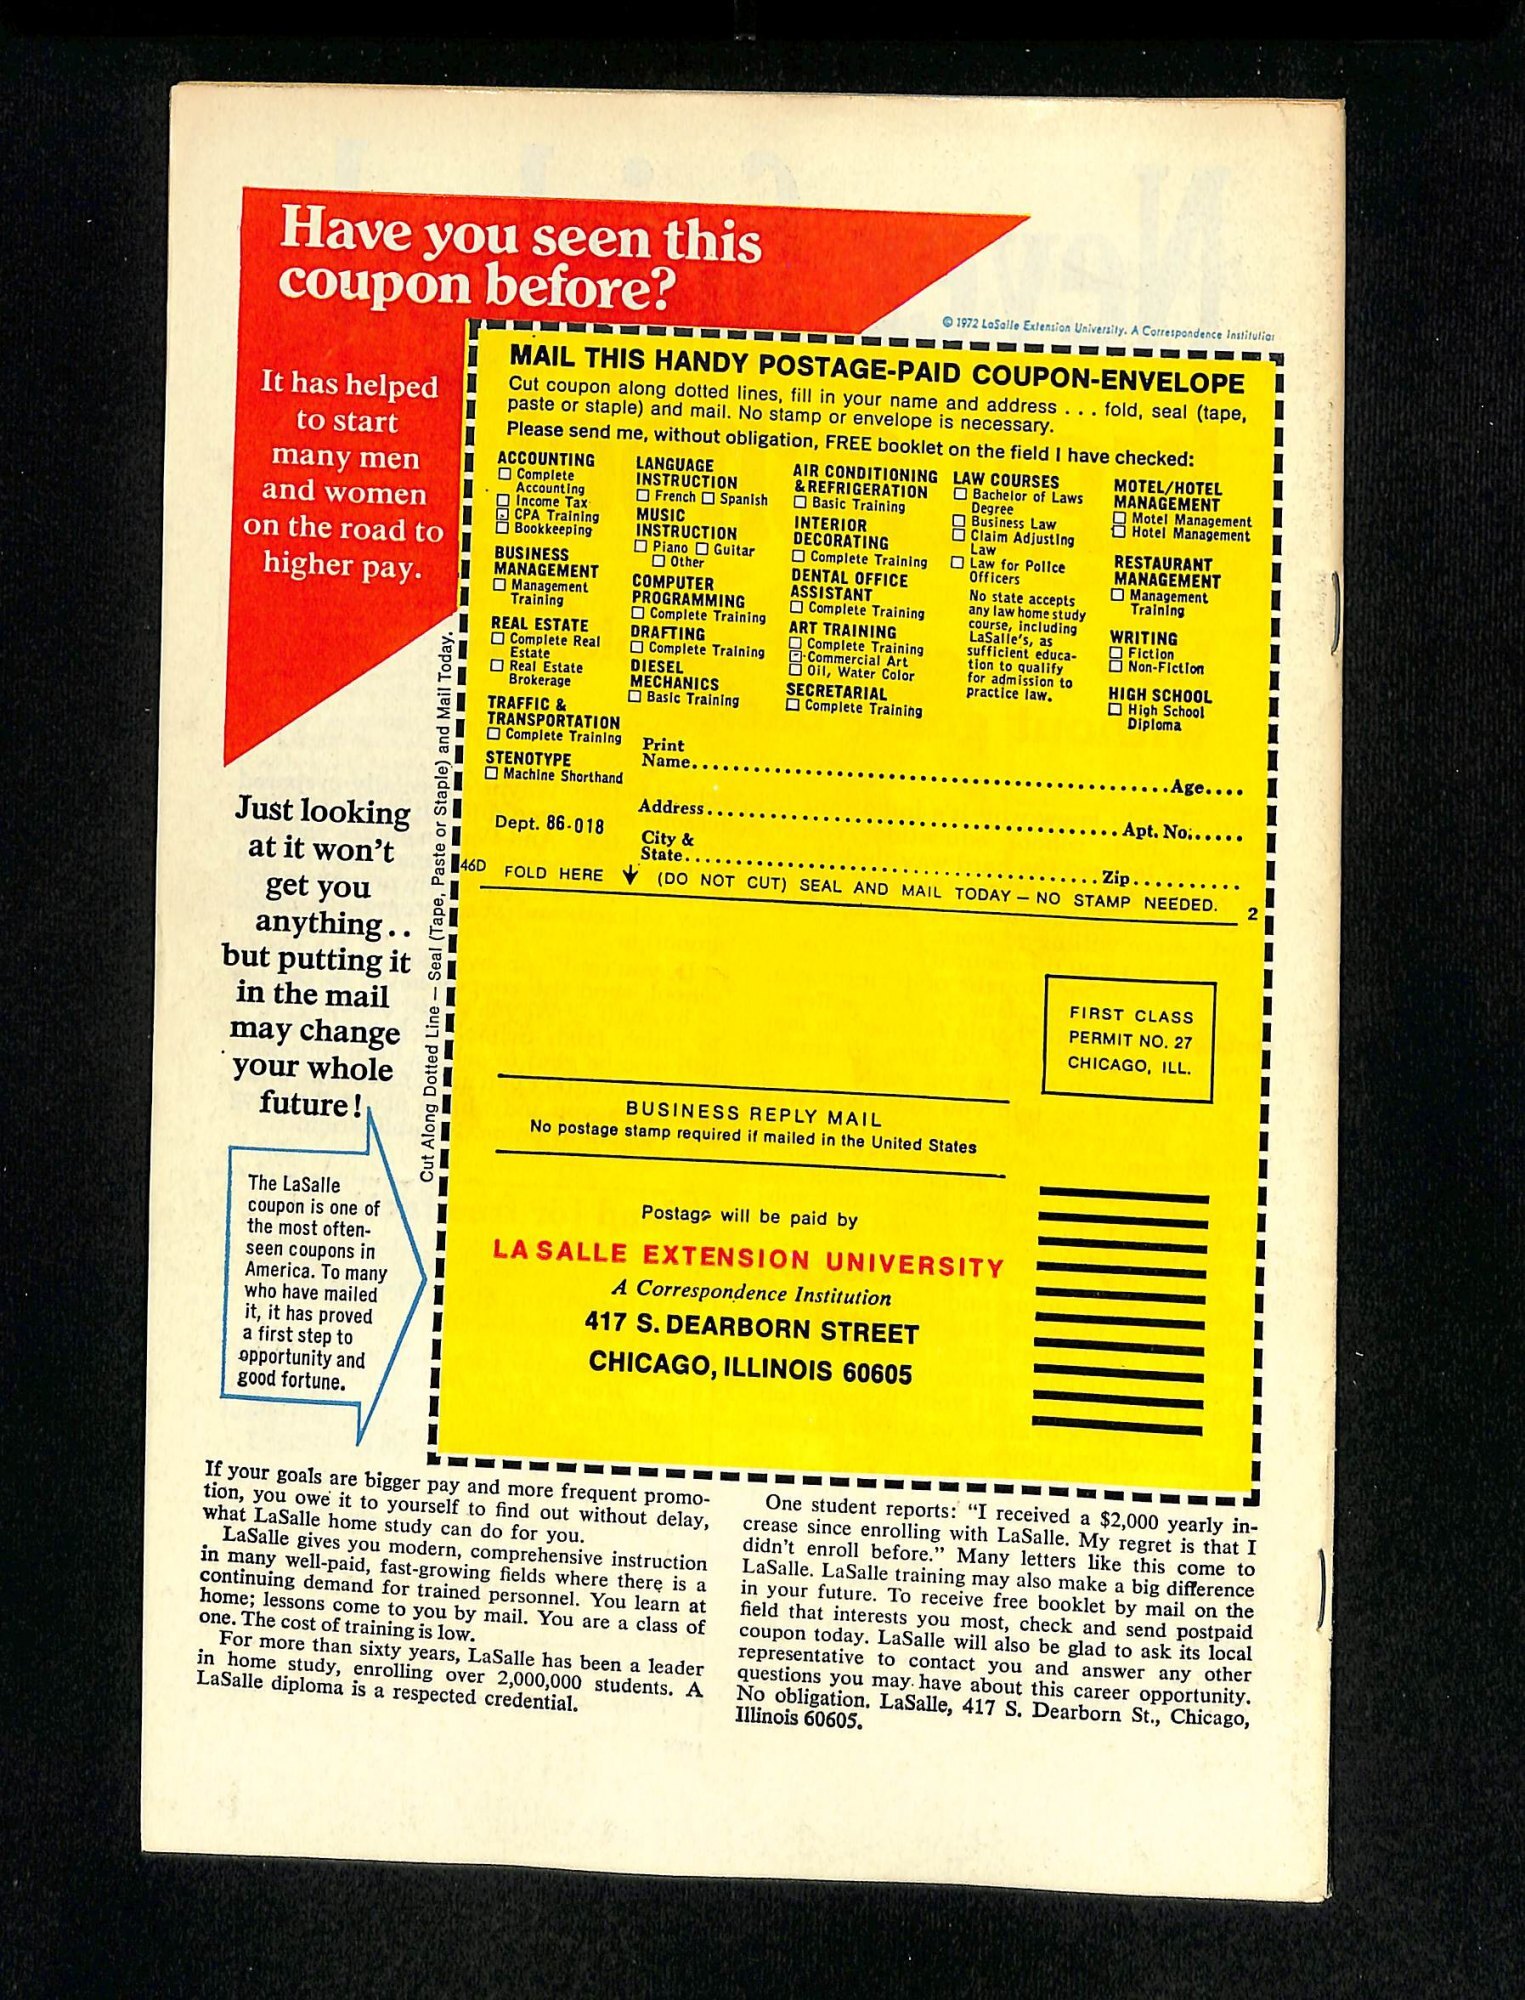 Have you seen this
coupon before?
It has helped
to start
many men
and women
on the road to
higher pay.
© 1972 LaSalle Extension University. A Correspondence Institution
MAIL THIS HANDY POSTAGE-PAID COUPON-ENVELOPE
Cut coupon along dotted lines, fill in your name and address . . . fold, seal (tape,
paste or staple) and mail. No stamp or envelope is necessary.
Please send me, without obligation, FREE booklet on the field I have checked:
ACCOUNTING
☐ Complete
Accounting
☐ Income Tax
☐ CPA Training
☐ Bookkeeping
BUSINESS
MANAGEMENT
☐ Management
Training
REAL ESTATE
☐ Complete Real
Estate
☐ Real Estate
Brokerage
TRAFFIC &
TRANSPORTATION
☐ Complete Training
STENOTYPE
☐ Machine Shorthand
LANGUAGE
INSTRUCTION
☐ French ☐ Spanish
MUSIC
INSTRUCTION
☐ Piano ☐ Guitar
☐ Other
COMPUTER
PROGRAMMING
☐ Complete Training
DRAFTING
☐ Complete Training
DIESEL
MECHANICS
☐ Basic Training
AIR CONDITIONING
& REFRIGERATION
☐ Basic Training
INTERIOR
DECORATING
☐ Complete Training
DENTAL OFFICE
ASSISTANT
☐ Complete Training
ART TRAINING
☐ Complete Training
☐ Commercial Art
☐ Oil, Water Color
SECRETARIAL
☐ Complete Training
LAW COURSES
☐ Bachelor of Laws
Degree
☐ Business Law
☐ Claim Adjusting
Law
☐ Law for Police
Officers
No state accepts
any law home study
course, including
LaSalle's, as
sufficient educa-
tion to qualify
for admission to
practice law.
MOTEL/HOTEL
MANAGEMENT
☐ Motel Management
☐ Hotel Management
RESTAURANT
MANAGEMENT
☐ Management
Training
WRITING
☐ Fiction
☐ Non-Fiction
HIGH SCHOOL
☐ High School
Diploma
Print
Name..........Age....
Address..........Apt. No......
Dept. 86-018
City &
State..........Zip..........
46D FOLD HERE ↓ (DO NOT CUT) SEAL AND MAIL TODAY — NO STAMP NEEDED. 2
Cut Along Dotted Line — Seal (Tape, Paste or Staple) and Mail Today.
Just looking
at it won't
get you
anything . .
but putting it
in the mail
may change
your whole
future!
The LaSalle
coupon is one of
the most often-
seen coupons in
America. To many
who have mailed
it, it has proved
a first step to
opportunity and
good fortune.
FIRST CLASS
PERMIT NO. 27
CHICAGO, ILL.
BUSINESS REPLY MAIL
No postage stamp required if mailed in the United States
Postage will be paid by
LA SALLE EXTENSION UNIVERSITY
A Correspondence Institution
417 S. DEARBORN STREET
CHICAGO, ILLINOIS 60605
If your goals are bigger pay and more frequent promo-
tion, you owe it to yourself to find out without delay,
what LaSalle home study can do for you.
LaSalle gives you modern, comprehensive instruction
in many well-paid, fast-growing fields where there is a
continuing demand for trained personnel. You learn at
home; lessons come to you by mail. You are a class of
one. The cost of training is low.
For more than sixty years, LaSalle has been a leader
in home study, enrolling over 2,000,000 students. A
LaSalle diploma is a respected credential.
One student reports: “I received a $2,000 yearly in-
crease since enrolling with LaSalle. My regret is that I
didn't enroll before.” Many letters like this come to
LaSalle. LaSalle training may also make a big difference
in your future. To receive free booklet by mail on the
field that interests you most, check and send postpaid
coupon today. LaSalle will also be glad to ask its local
representative to contact you and answer any other
questions you may have about this career opportunity.
No obligation. LaSalle, 417 S. Dearborn St., Chicago,
Illinois 60605.